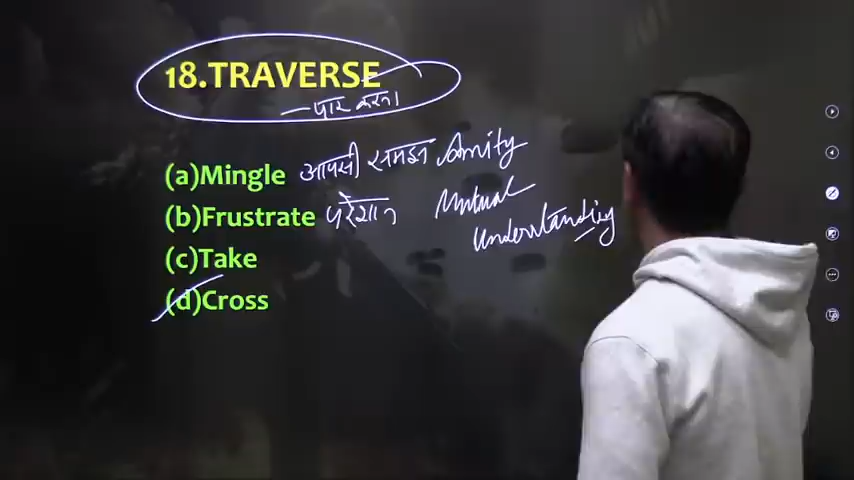 18.TRAVERSE
– पार करना।
(a)Mingle आपसी समझ Amity
(b)Frustrate परेशान Mutual
Understanding
(c)Take
(d)Cross